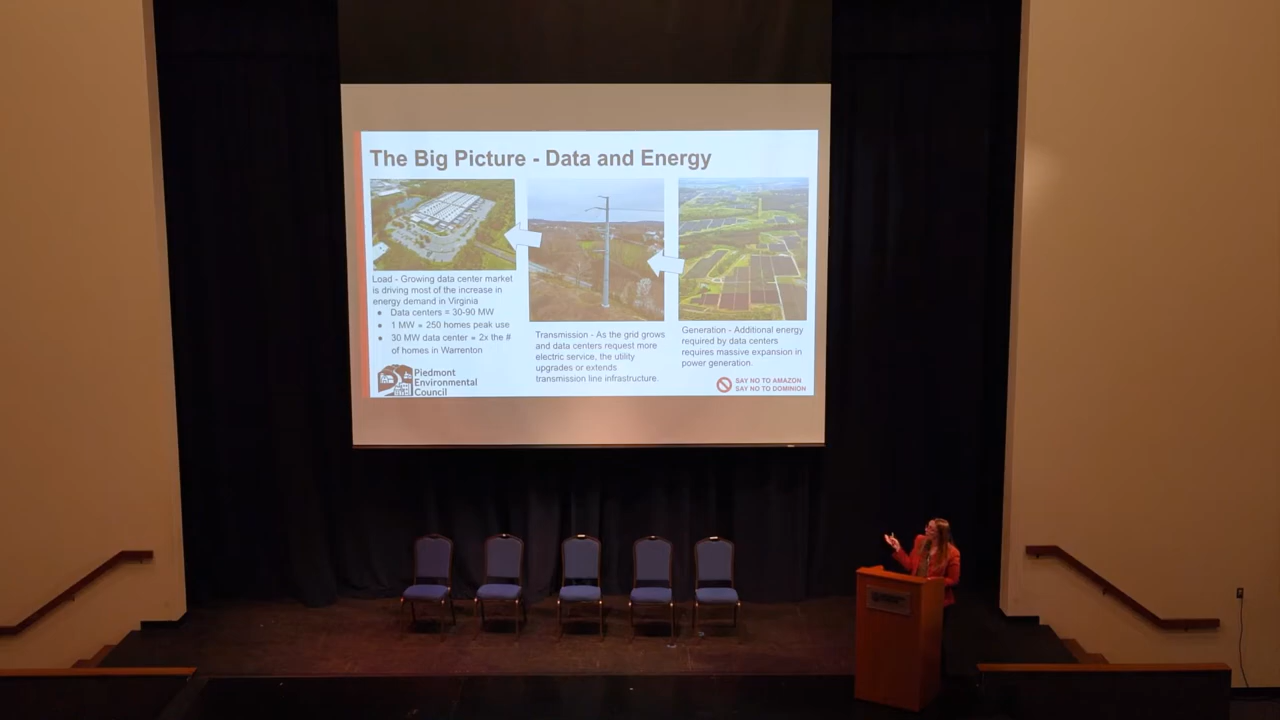 The Big Picture - Data and Energy
Load - Growing data center market
is driving most of the increase in
energy demand in Virginia
● Data centers = 30-90 MW
● 1 MW = 250 homes peak use
● 30 MW data center = 2x the #
of homes in Warrenton
Transmission - As the grid grows
and data centers request more
electric service, the utility
upgrades or extends
transmission line infrastructure.
Generation - Additional energy
required by data centers
requires massive expansion in
power generation.
Piedmont
Environmental
Council
SAY NO TO AMAZON
SAY NO TO DOMINION